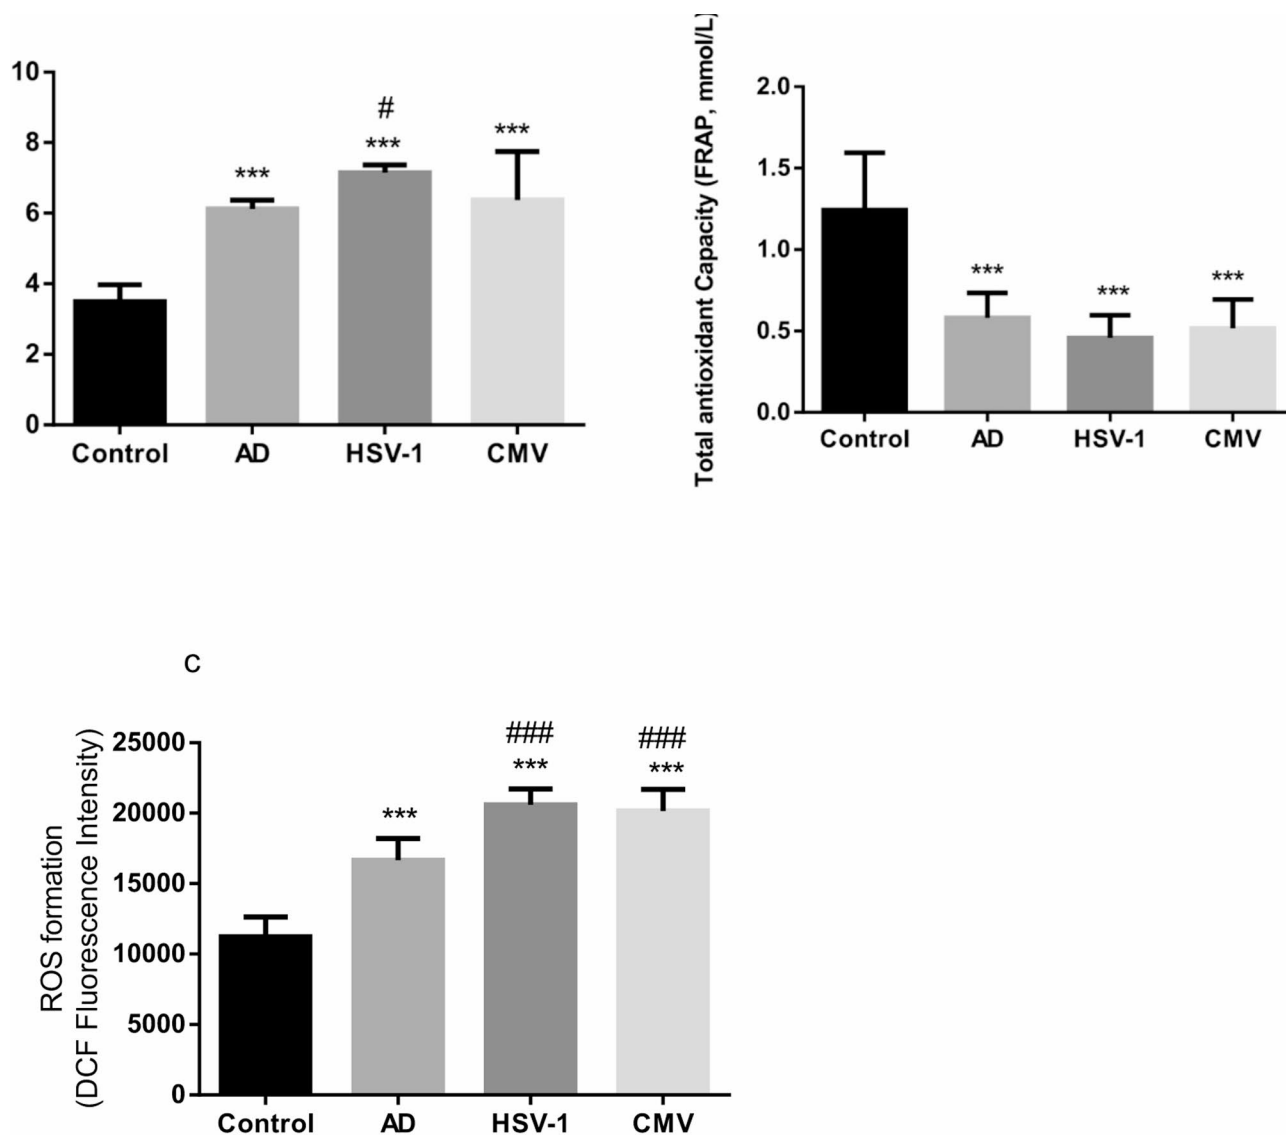 10
8
6
4
2
0
#
***
***
***
Control
AD
HSV-1
CMV
Total antioxidant Capacity (FRAP, mmol/L)
2.0
1.5
1.0
0.5
0.0
***
***
***
Control
AD
HSV-1
CMV
C
ROS formation
(DCF Fluorescence Intensity)
25000
20000
15000
10000
5000
0
***
###
***
###
***
Control
AD
HSV-1
CMV